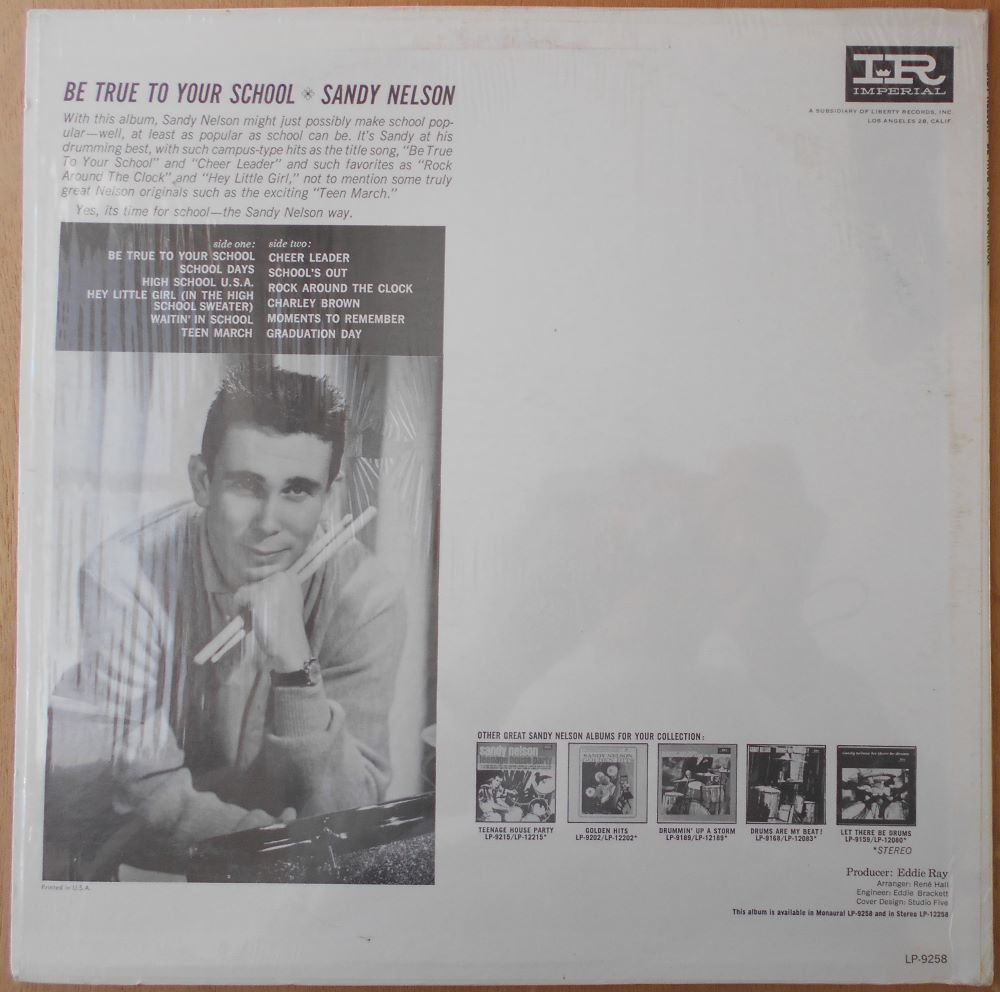 BE TRUE TO YOUR SCHOOL * SANDY NELSON
With this album, Sandy Nelson might just possibly make school pop-
ular—well, at least as popular as school can be. It's Sandy at his
drumming best, with such campus-type hits as the title song, "Be True
To Your School" and "Cheer Leader" and such favorites as "Rock
Around The Clock" and "Hey Little Girl," not to mention some truly
great Nelson originals such as the exciting "Teen March."
Yes, its time for school—the Sandy Nelson way.
IR
IMPERIAL
A SUBSIDIARY OF LIBERTY RECORDS, INC.
LOS ANGELES 28, CALIF.
side one:
BE TRUE TO YOUR SCHOOL
SCHOOL DAYS
HIGH SCHOOL U.S.A.
HEY LITTLE GIRL (IN THE HIGH
SCHOOL SWEATER)
WAITIN' IN SCHOOL
TEEN MARCH
side two:
CHEER LEADER
SCHOOL'S OUT
ROCK AROUND THE CLOCK
CHARLEY BROWN
MOMENTS TO REMEMBER
GRADUATION DAY
Printed in U.S.A.
OTHER GREAT SANDY NELSON ALBUMS FOR YOUR COLLECTION:
sandy nelson
teenage house party
SANDY NELSON
GOLDEN HITS
TEENAGE HOUSE PARTY
LP-9215/LP-12215*
GOLDEN HITS
LP-9202/LP-12202*
DRUMMIN' UP A STORM
LP-9189/LP-12189*
DRUMS ARE MY BEAT!
LP-9168/LP-12083*
LET THERE BE DRUMS
LP-9159/LP-12080*
*STEREO
Producer: Eddie Ray
Arranger: René Hall
Engineer: Eddie Brackett
Cover Design: Studio Five
This album is available in Monaural LP-9258 and in Stereo LP-12258
LP-9258